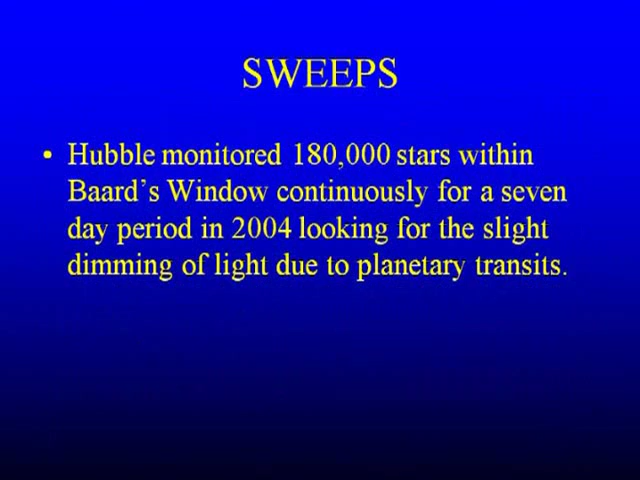 SWEEPS
• Hubble monitored 180,000 stars within
Baard's Window continuously for a seven
day period in 2004 looking for the slight
dimming of light due to planetary transits.